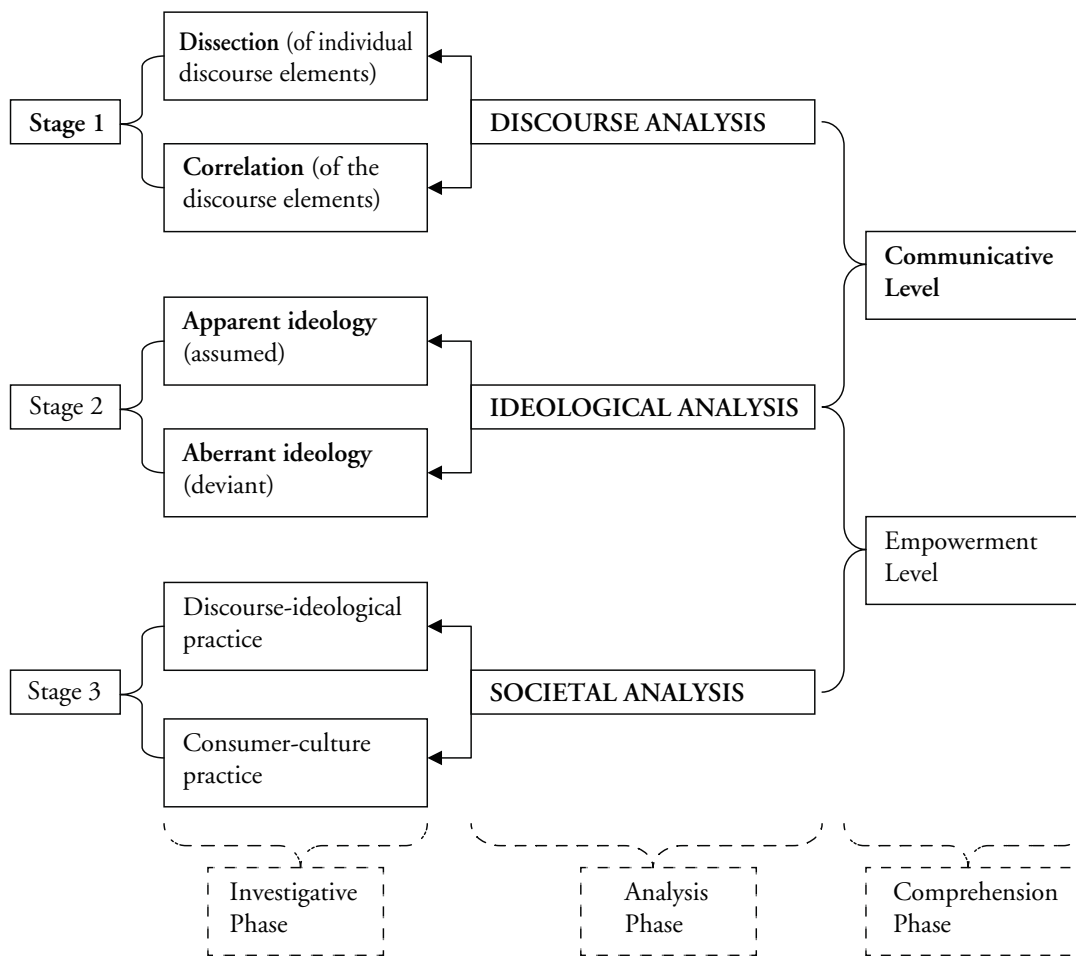 Dissection (of individual
discourse elements)
Stage 1
DISCOURSE ANALYSIS
Correlation (of the
discourse elements)
Communicative
Level
Apparent ideology
(assumed)
Stage 2
IDEOLOGICAL ANALYSIS
Aberrant ideology
(deviant)
Empowerment
Level
Discourse-ideological
practice
Stage 3
SOCIETAL ANALYSIS
Consumer-culture
practice
Investigative
Phase
Analysis
Phase
Comprehension
Phase